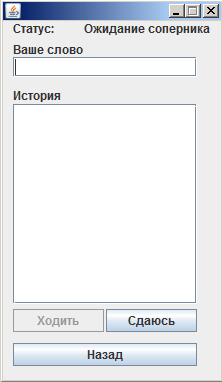 Статус: Ожидание соперника
Ваше слово
История
Ходить Сдаюсь
Назад